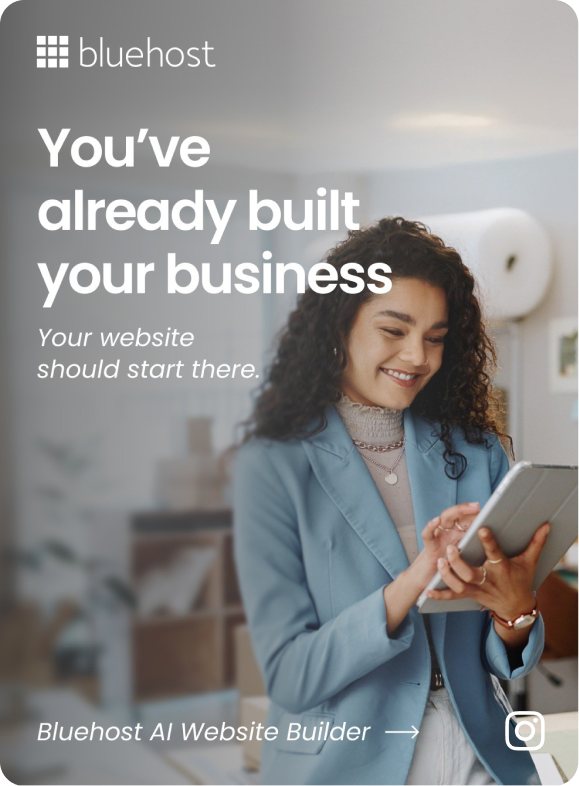 bluehost
You’ve
already built
your business
Your website
should start there.
Bluehost AI Website Builder →